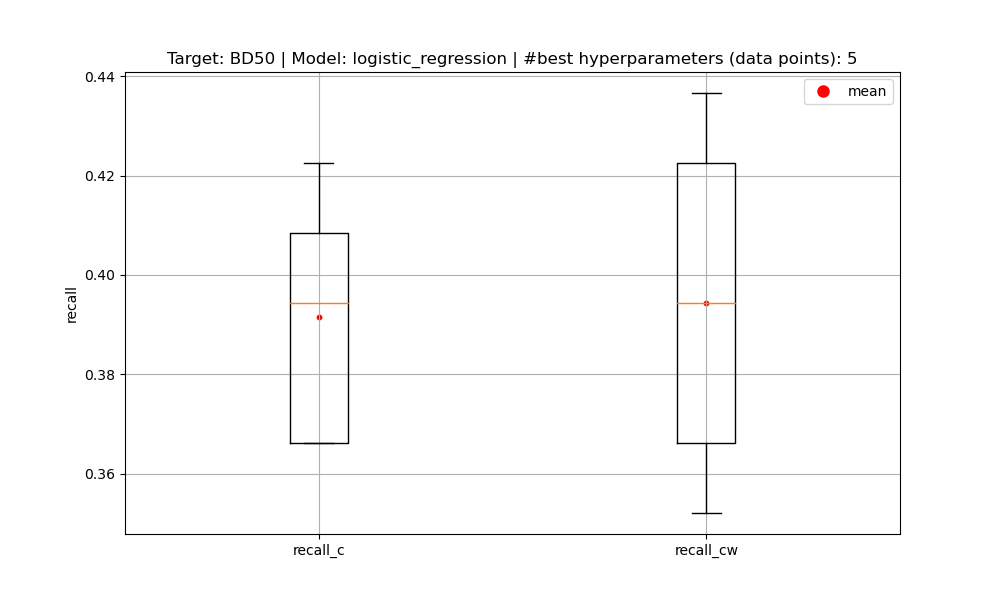 Target: BD50 | Model: logistic_regression | #best hyperparameters (data points): 5
0.44
mean
0.42
0.40
recall
0.38
0.36
recall_c
recall_cw